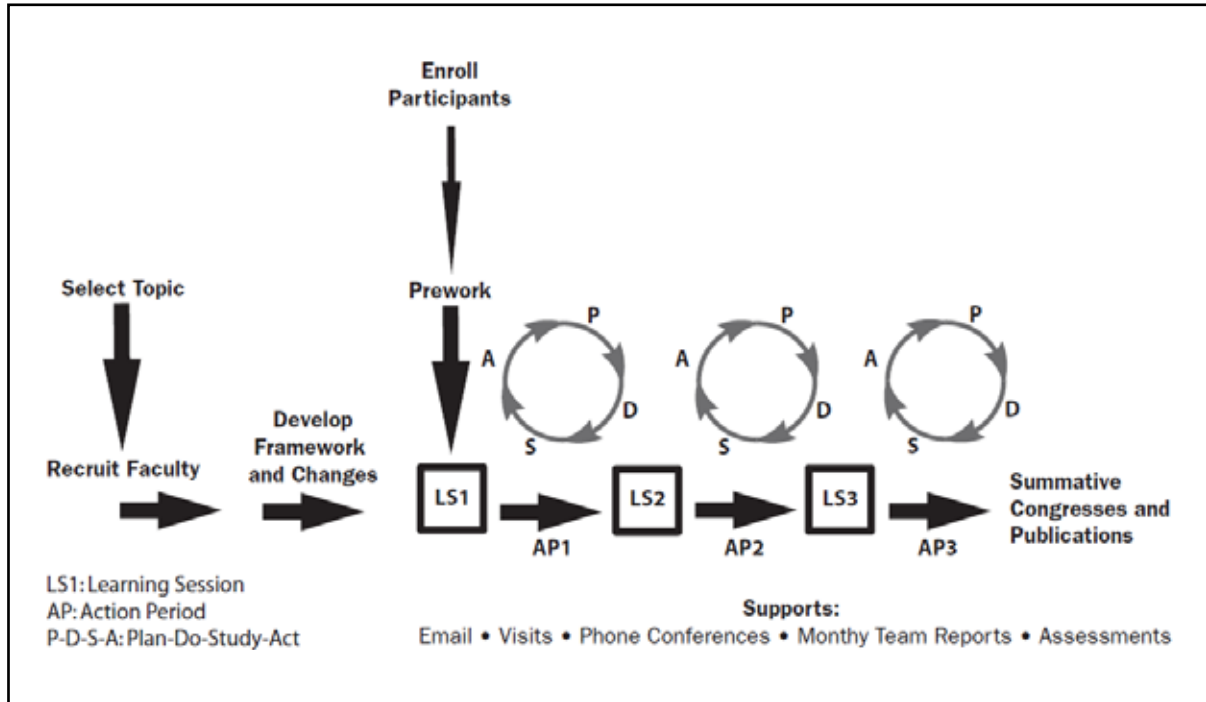 Enroll
Participants
Select Topic
Prework
P
A
D
S
P
A
D
S
P
A
D
S
Develop
Framework
and Changes
Recruit Faculty
LS1
LS2
LS3
Summative
Congresses and
Publications
AP1
AP2
AP3
LS1: Learning Session
AP: Action Period
P-D-S-A: Plan-Do-Study-Act
Supports:
Email • Visits • Phone Conferences • Monthy Team Reports • Assessments